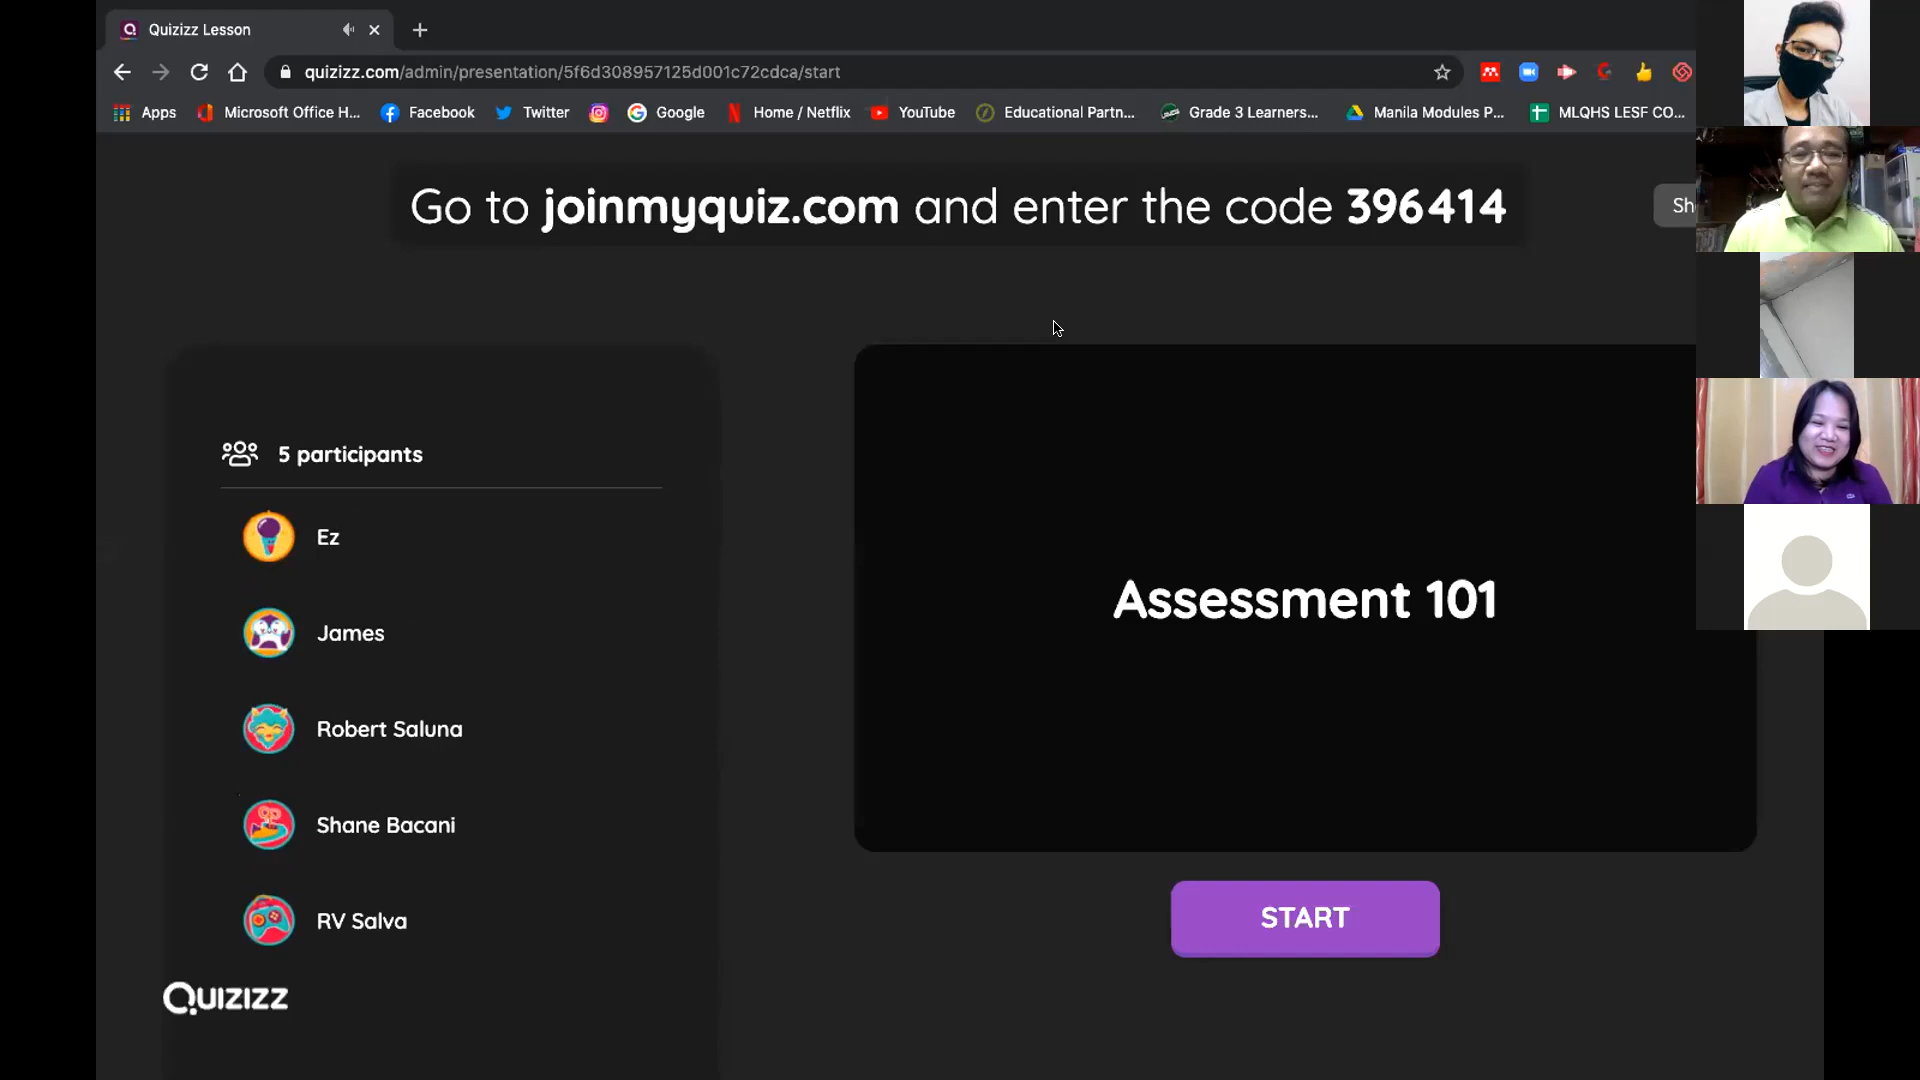 Quizizz Lesson
quizizz.com/admin/presentation/5f6d308957125d001c72cdca/start
Apps Microsoft Office H... Facebook Twitter Google Home / Netflix YouTube Educational Partn... Grade 3 Learners... Manila Modules P... MLQHS LESF CO...
Go to joinmyquiz.com and enter the code 396414
Sh
5 participants
Ez
James
Robert Saluna
Shane Bacani
RV Salva
Assessment 101
START
Quizizz